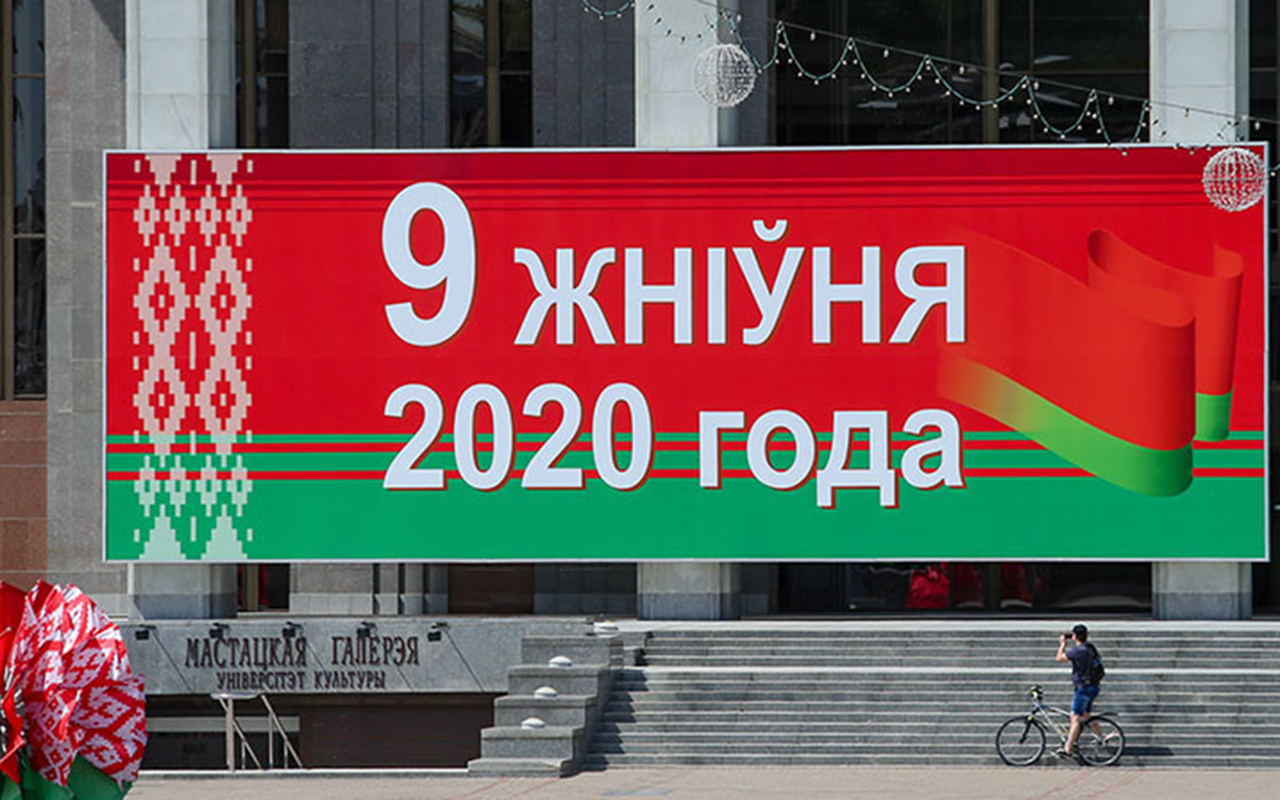 9 жніўня
2020 года
МАСТАЦКАЯ ГАЛЕРЭЯ
УНІВЕРСІТЭТ КУЛЬТУРЫ